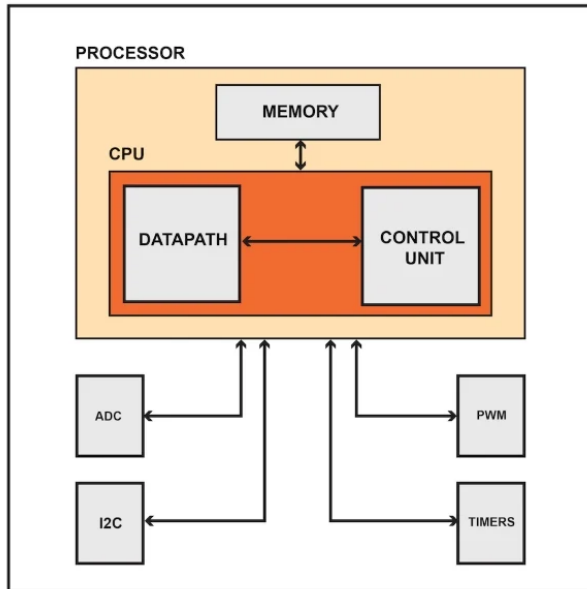 PROCESSOR
MEMORY
CPU
DATAPATH
CONTROL
UNIT
ADC
PWM
I2C
TIMERS